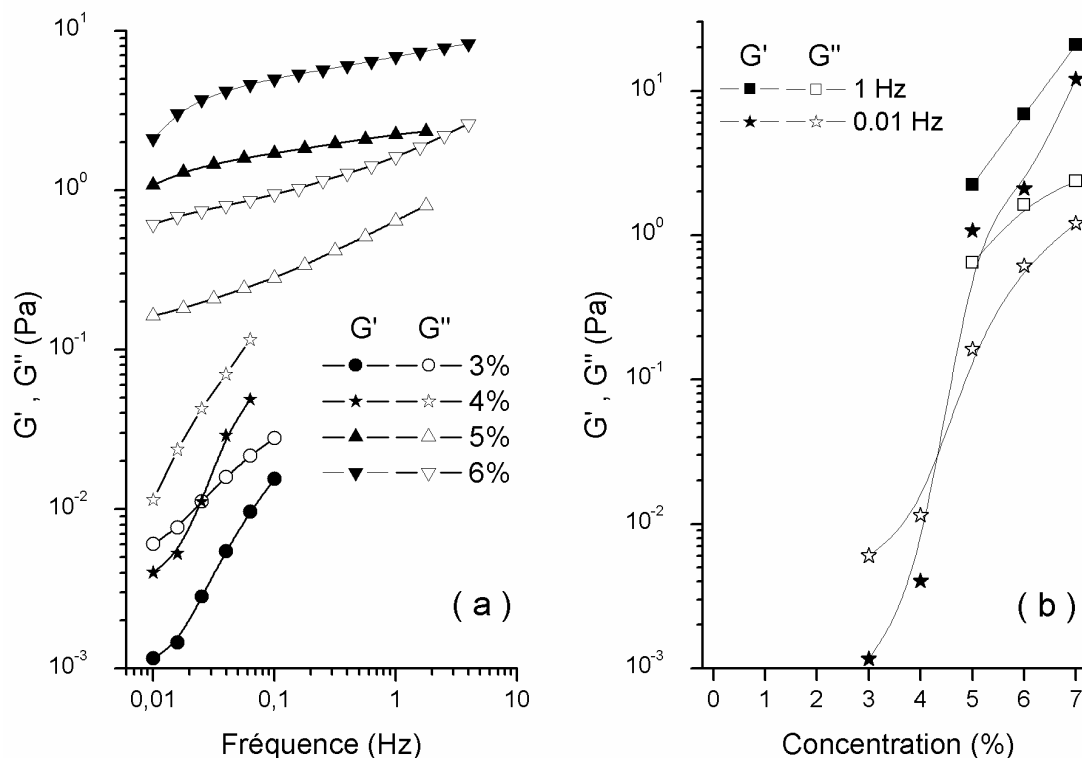 10^1
10^0
10^-1
10^-2
10^-3
G' , G'' (Pa)
G' G''
3%
4%
5%
6%
( a )
0,01 0,1 1 10
Fréquence (Hz)
10^1
10^0
10^-1
10^-2
10^-3
G' , G'' (Pa)
G' G''
1 Hz
0.01 Hz
( b )
0 1 2 3 4 5 6 7
Concentration (%)